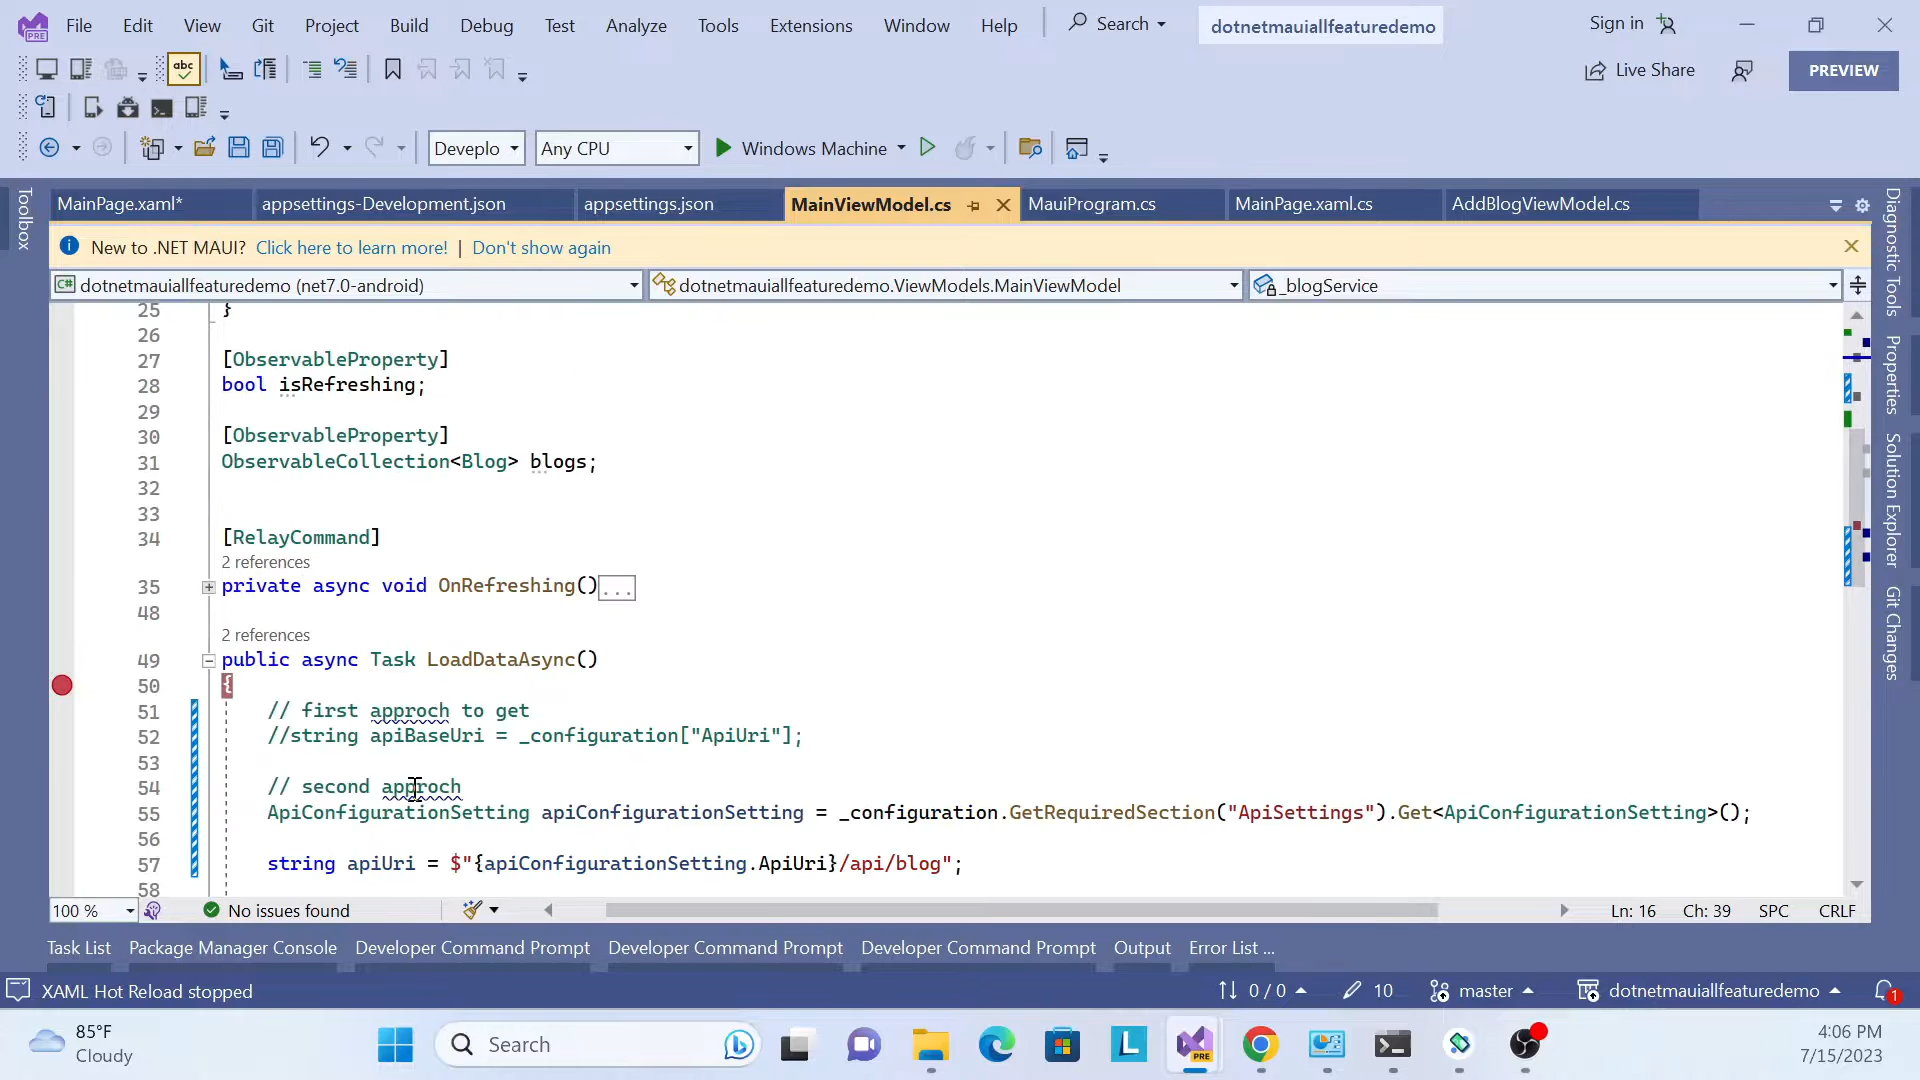 File Edit View Git Project Build Debug Test Analyze Tools Extensions Window Help Search dotnetmauiallfeaturedemo Sign in
PRE
abc
Live Share PREVIEW
Develo Any CPU Windows Machine
Toolbox
MainPage.xaml* appsettings-Development.json appsettings.json MainViewModel.cs MauiProgram.cs MainPage.xaml.cs AddBlogViewModel.cs
New to .NET MAUI? Click here to learn more! | Don't show again
C# dotnetmauiallfeaturedemo (net7.0-android) dotnetmauiallfeaturedemo.ViewModels.MainViewModel _blogService
25 }
26
27 [ObservableProperty]
28 bool isRefreshing;
29
30 [ObservableProperty]
31 ObservableCollection<Blog> blogs;
32
33
34 [RelayCommand]
2 references
35 private async void OnRefreshing()...
48
2 references
49 public async Task LoadDataAsync()
50 {
51 // first approch to get
52 //string apiBaseUri = _configuration["ApiUri"];
53
54 // second approch
55 ApiConfigurationSetting apiConfigurationSetting = _configuration.GetRequiredSection("ApiSettings").Get<ApiConfigurationSetting>();
56
57 string apiUri = $"{apiConfigurationSetting.ApiUri}/api/blog";
58
100 % No issues found Ln: 16 Ch: 39 SPC CRLF
Diagnostic Tools
Properties
Solution Explorer
Git Changes
Task List Package Manager Console Developer Command Prompt Developer Command Prompt Developer Command Prompt Output Error List ...
XAML Hot Reload stopped 0 / 0 10 master dotnetmauiallfeaturedemo 1
85°F
Cloudy
Search
L
PRE
4:06 PM
7/15/2023